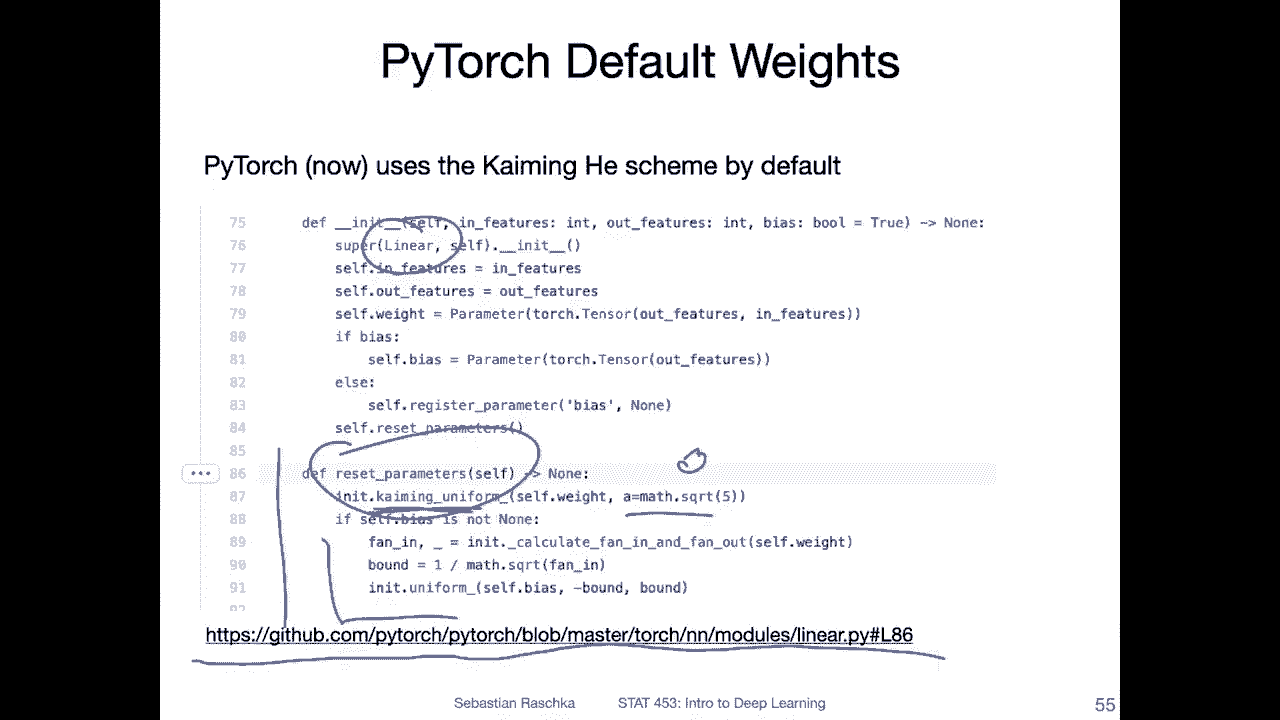 PyTorch Default Weights
PyTorch (now) uses the Kaiming He scheme by default
75 def __init__(self, in_features: int, out_features: int, bias: bool = True) -> None:
76 super(Linear, self).__init__()
77 self.in_features = in_features
78 self.out_features = out_features
79 self.weight = Parameter(torch.Tensor(out_features, in_features))
80 if bias:
81 self.bias = Parameter(torch.Tensor(out_features))
82 else:
83 self.register_parameter('bias', None)
84 self.reset_parameters()
85
86 def reset_parameters(self) -> None:
87 init.kaiming_uniform_(self.weight, a=math.sqrt(5))
88 if self.bias is not None:
89 fan_in, _ = init._calculate_fan_in_and_fan_out(self.weight)
90 bound = 1 / math.sqrt(fan_in)
91 init.uniform_(self.bias, -bound, bound)
https://github.com/pytorch/pytorch/blob/master/torch/nn/modules/linear.py#L86
Sebastian Raschka STAT 453: Intro to Deep Learning 55